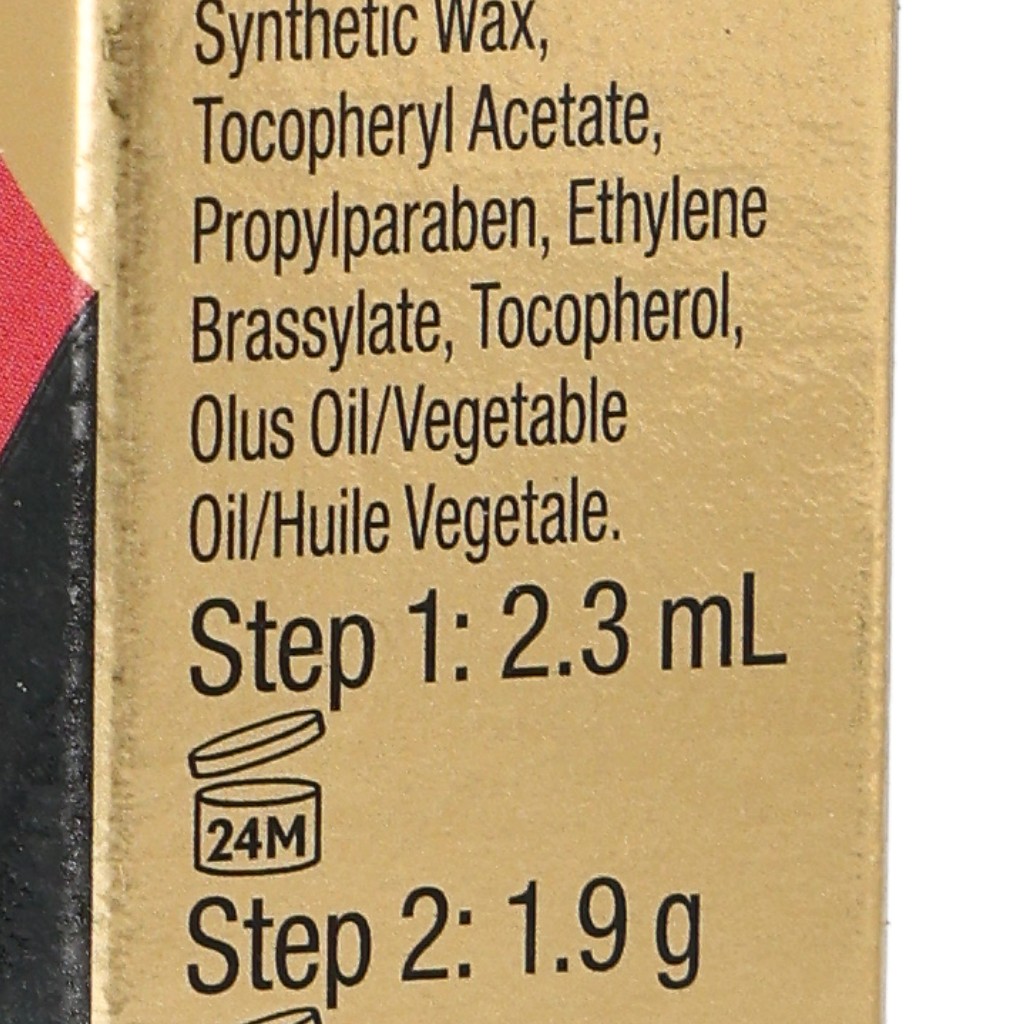 Synthetic Wax,
Tocopheryl Acetate,
Propylparaben, Ethylene
Brassylate, Tocopherol,
Olus Oil/Vegetable
Oil/Huile Vegetale.
Step 1: 2.3 mL
24M
Step 2: 1.9 g